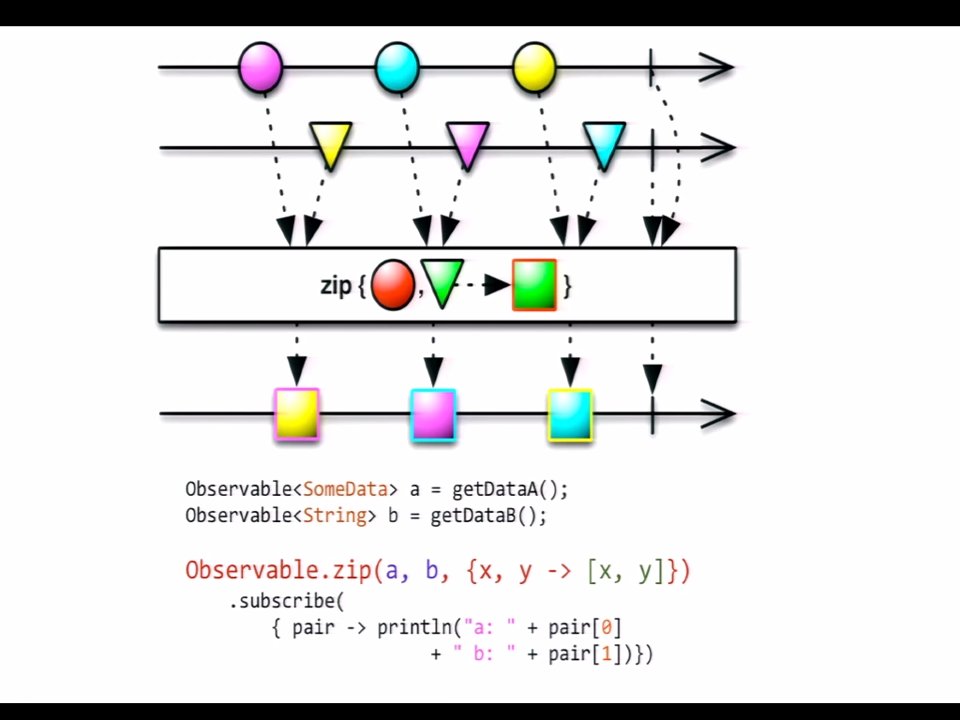 zip { , }
Observable<SomeData> a = getDataA();
Observable<String> b = getDataB();
Observable.zip(a, b, {x, y -> [x, y]})
.subscribe(
{ pair -> println("a: " + pair[0]
+ " b: " + pair[1])})